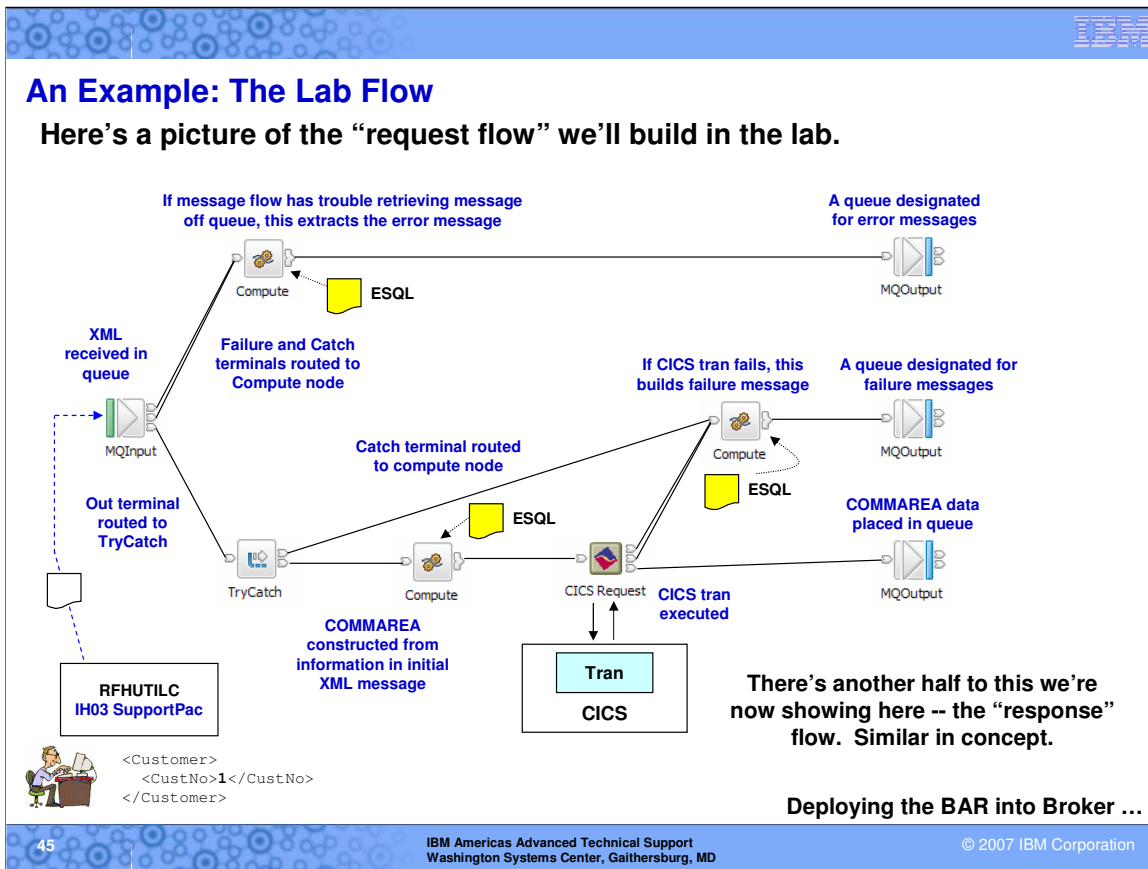 IBM
An Example: The Lab Flow
Here's a picture of the “request flow” we'll build in the lab.
If message flow has trouble retrieving message
off queue, this extracts the error message
A queue designated
for error messages
Compute
ESQL
MQOutput
XML
received in
queue
Failure and Catch
terminals routed to
Compute node
If CICS tran fails, this
builds failure message
A queue designated for
failure messages
MQInput
Catch terminal routed
to compute node
Compute
MQOutput
ESQL
Out terminal
routed to
TryCatch
ESQL
COMMAREA data
placed in queue
TryCatch
Compute
CICS Request
CICS tran
executed
MQOutput
COMMAREA
constructed from
information in initial
XML message
Tran
CICS
RFHUTILC
IH03 SupportPac
There's another half to this we're
now showing here -- the “response”
flow. Similar in concept.
<Customer>
<CustNo>1</CustNo>
</Customer>
Deploying the BAR into Broker …
45
IBM Americas Advanced Technical Support
Washington Systems Center, Gaithersburg, MD
© 2007 IBM Corporation